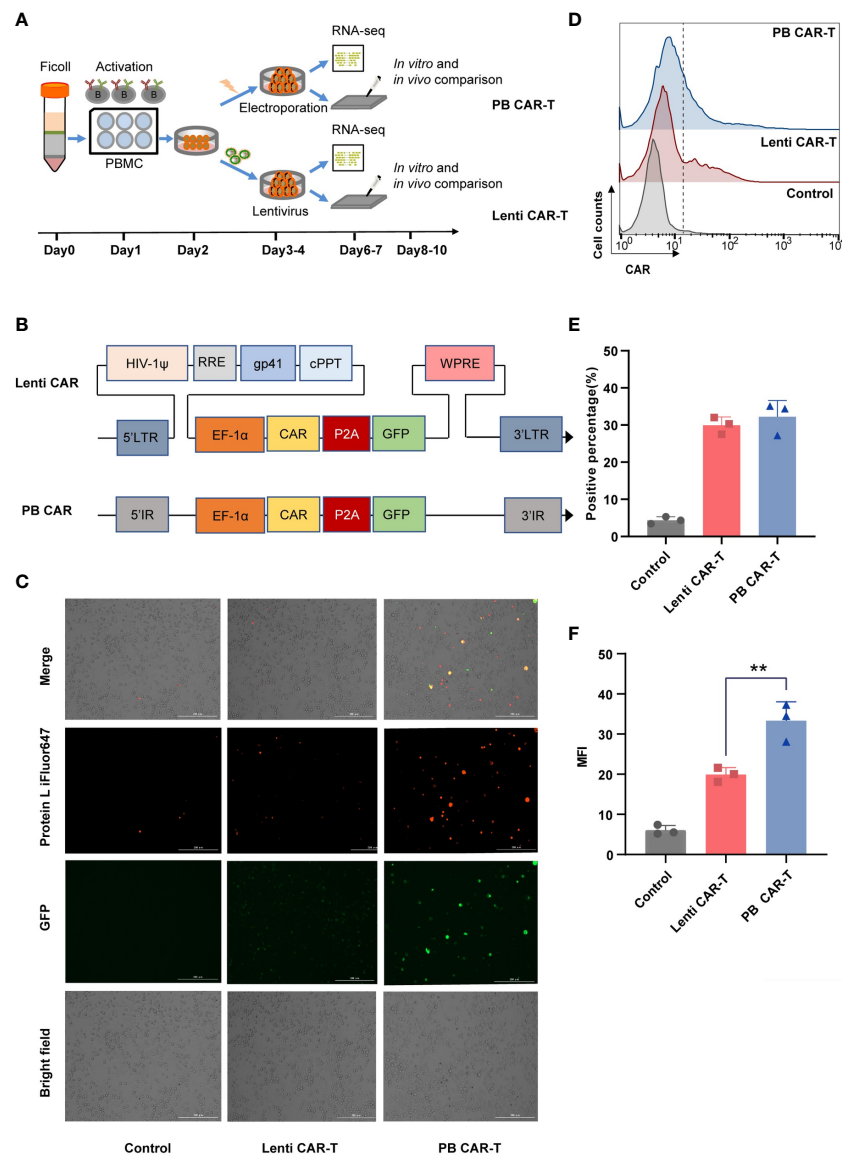 A
Ficoll
Activation
B
B
B
PBMC
Electroporation
RNA-seq
In vitro and
in vivo comparison
PB CAR-T
Lentivirus
RNA-seq
In vitro and
in vivo comparison
Lenti CAR-T
Day0 Day1 Day2 Day3-4 Day6-7 Day8-10
B
Lenti CAR
HIV-1ψ RRE gp41 cPPT WPRE
5'LTR EF-1α CAR P2A GFP 3'LTR
PB CAR
5'IR EF-1α CAR P2A GFP 3'IR
C
Merge
Protein L iFluor647
GFP
Bright field
Control Lenti CAR-T PB CAR-T
D
PB CAR-T
Lenti CAR-T
Control
Cell counts
10⁰ 10¹ 10² 10³
CAR
E
Positive percentage(%)
50
40
30
20
10
0
Control
Lenti CAR-T
PB CAR-T
F
MFI
50
40
30
20
10
0
**
Control
Lenti CAR-T
PB CAR-T